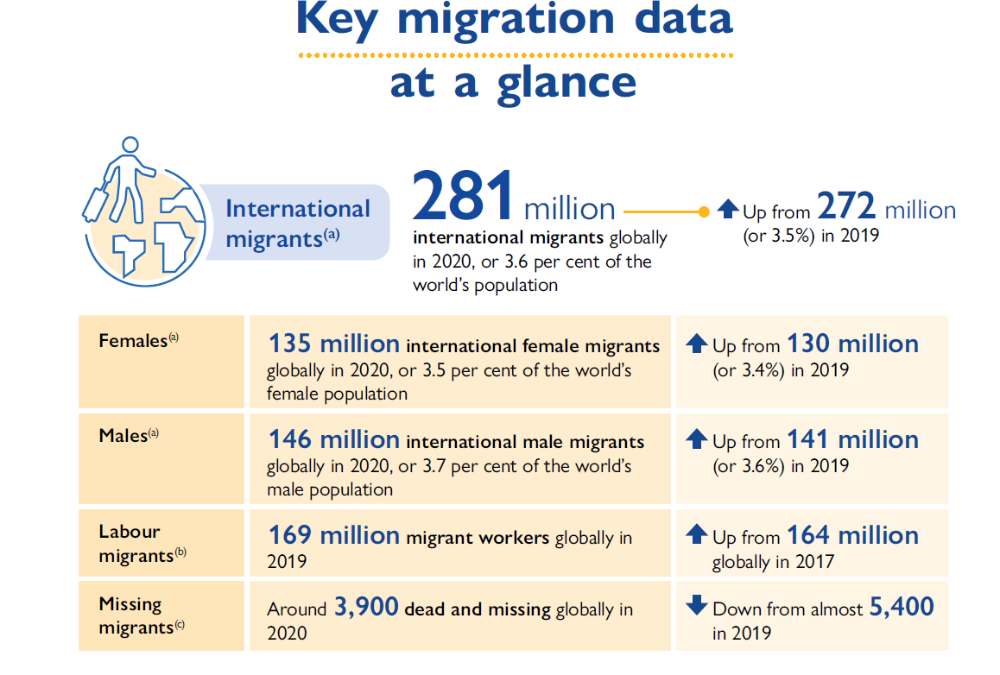 Key migration data
at a glance
International
migrants(a)
281 million
international migrants globally
in 2020, or 3.6 per cent of the
world's population
Up from 272 million
(or 3.5%) in 2019
Females(a)
135 million international female migrants
globally in 2020, or 3.5 per cent of the world's
female population
Up from 130 million
(or 3.4%) in 2019
Males(a)
146 million international male migrants
globally in 2020, or 3.7 per cent of the world's
male population
Up from 141 million
(or 3.6%) in 2019
Labour
migrants(b)
169 million migrant workers globally in
2019
Up from 164 million
globally in 2017
Missing
migrants(c)
Around 3,900 dead and missing globally in
2020
Down from almost 5,400
in 2019